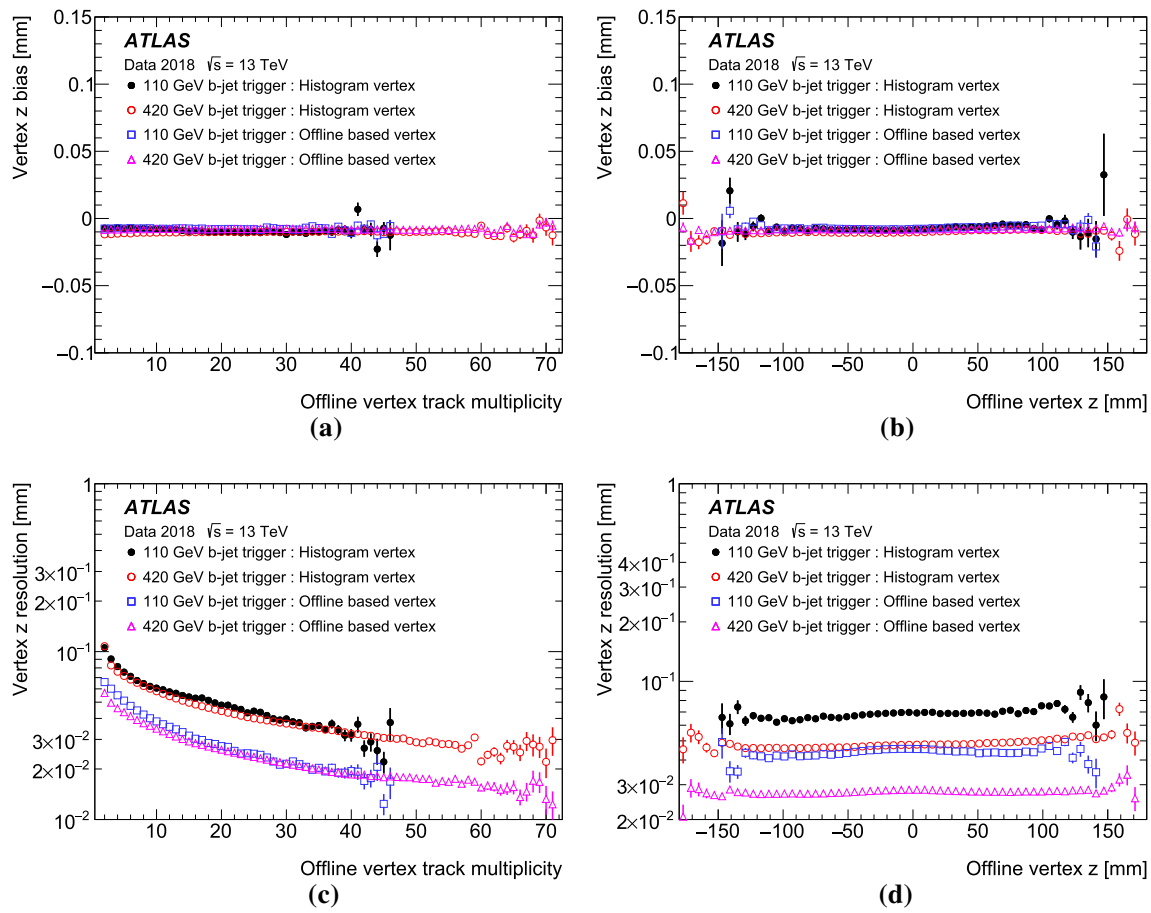 Vertex z bias [mm]
0.15
0.1
0.05
0
−0.05
−0.1
ATLAS
Data 2018 √s = 13 TeV
110 GeV b-jet trigger : Histogram vertex
420 GeV b-jet trigger : Histogram vertex
110 GeV b-jet trigger : Offline based vertex
420 GeV b-jet trigger : Offline based vertex
10 20 30 40 50 60 70
Offline vertex track multiplicity
(a)
Vertex z bias [mm]
0.15
0.1
0.05
0
−0.05
−0.1
ATLAS
Data 2018 √s = 13 TeV
110 GeV b-jet trigger : Histogram vertex
420 GeV b-jet trigger : Histogram vertex
110 GeV b-jet trigger : Offline based vertex
420 GeV b-jet trigger : Offline based vertex
−150 −100 −50 0 50 100 150
Offline vertex z [mm]
(b)
Vertex z resolution [mm]
1
3×10⁻¹
2×10⁻¹
10⁻¹
3×10⁻²
2×10⁻²
10⁻²
ATLAS
Data 2018 √s = 13 TeV
110 GeV b-jet trigger : Histogram vertex
420 GeV b-jet trigger : Histogram vertex
110 GeV b-jet trigger : Offline based vertex
420 GeV b-jet trigger : Offline based vertex
10 20 30 40 50 60 70
Offline vertex track multiplicity
(c)
Vertex z resolution [mm]
1
4×10⁻¹
3×10⁻¹
2×10⁻¹
10⁻¹
3×10⁻²
2×10⁻²
ATLAS
Data 2018 √s = 13 TeV
110 GeV b-jet trigger : Histogram vertex
420 GeV b-jet trigger : Histogram vertex
110 GeV b-jet trigger : Offline based vertex
420 GeV b-jet trigger : Offline based vertex
−150 −100 −50 0 50 100 150
Offline vertex z [mm]
(d)